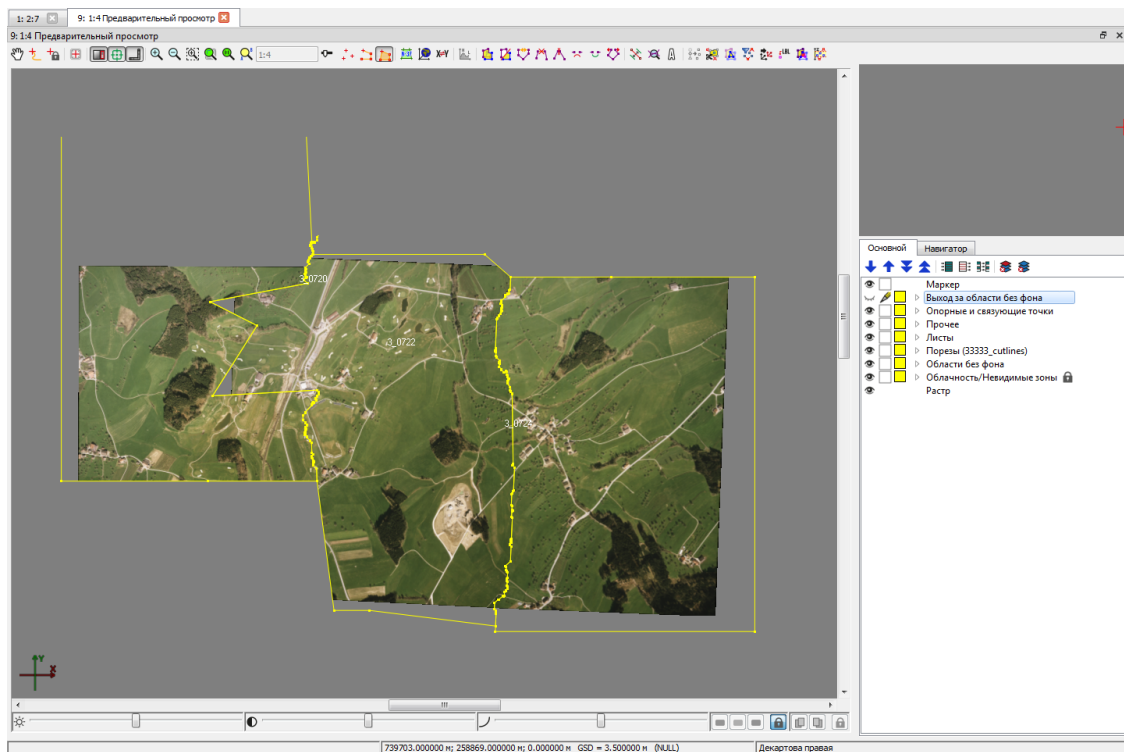 1: 2:7
9: 1:4 Предварительный просмотр
9: 1:4 Предварительный просмотр
1:4
3_0720
3_0722
3_0724
Основной
Навигатор
Маркер
Выход за области без фона
Опорные и связующие точки
Прочее
Листы
Порезы (33333_cutlines)
Области без фона
Облачность/Невидимые зоны
Растр
Y
X
739703.000000 м; 258869.000000 м; 0.000000 м GSD = 3.500000 м (NULL)
Декартова правая